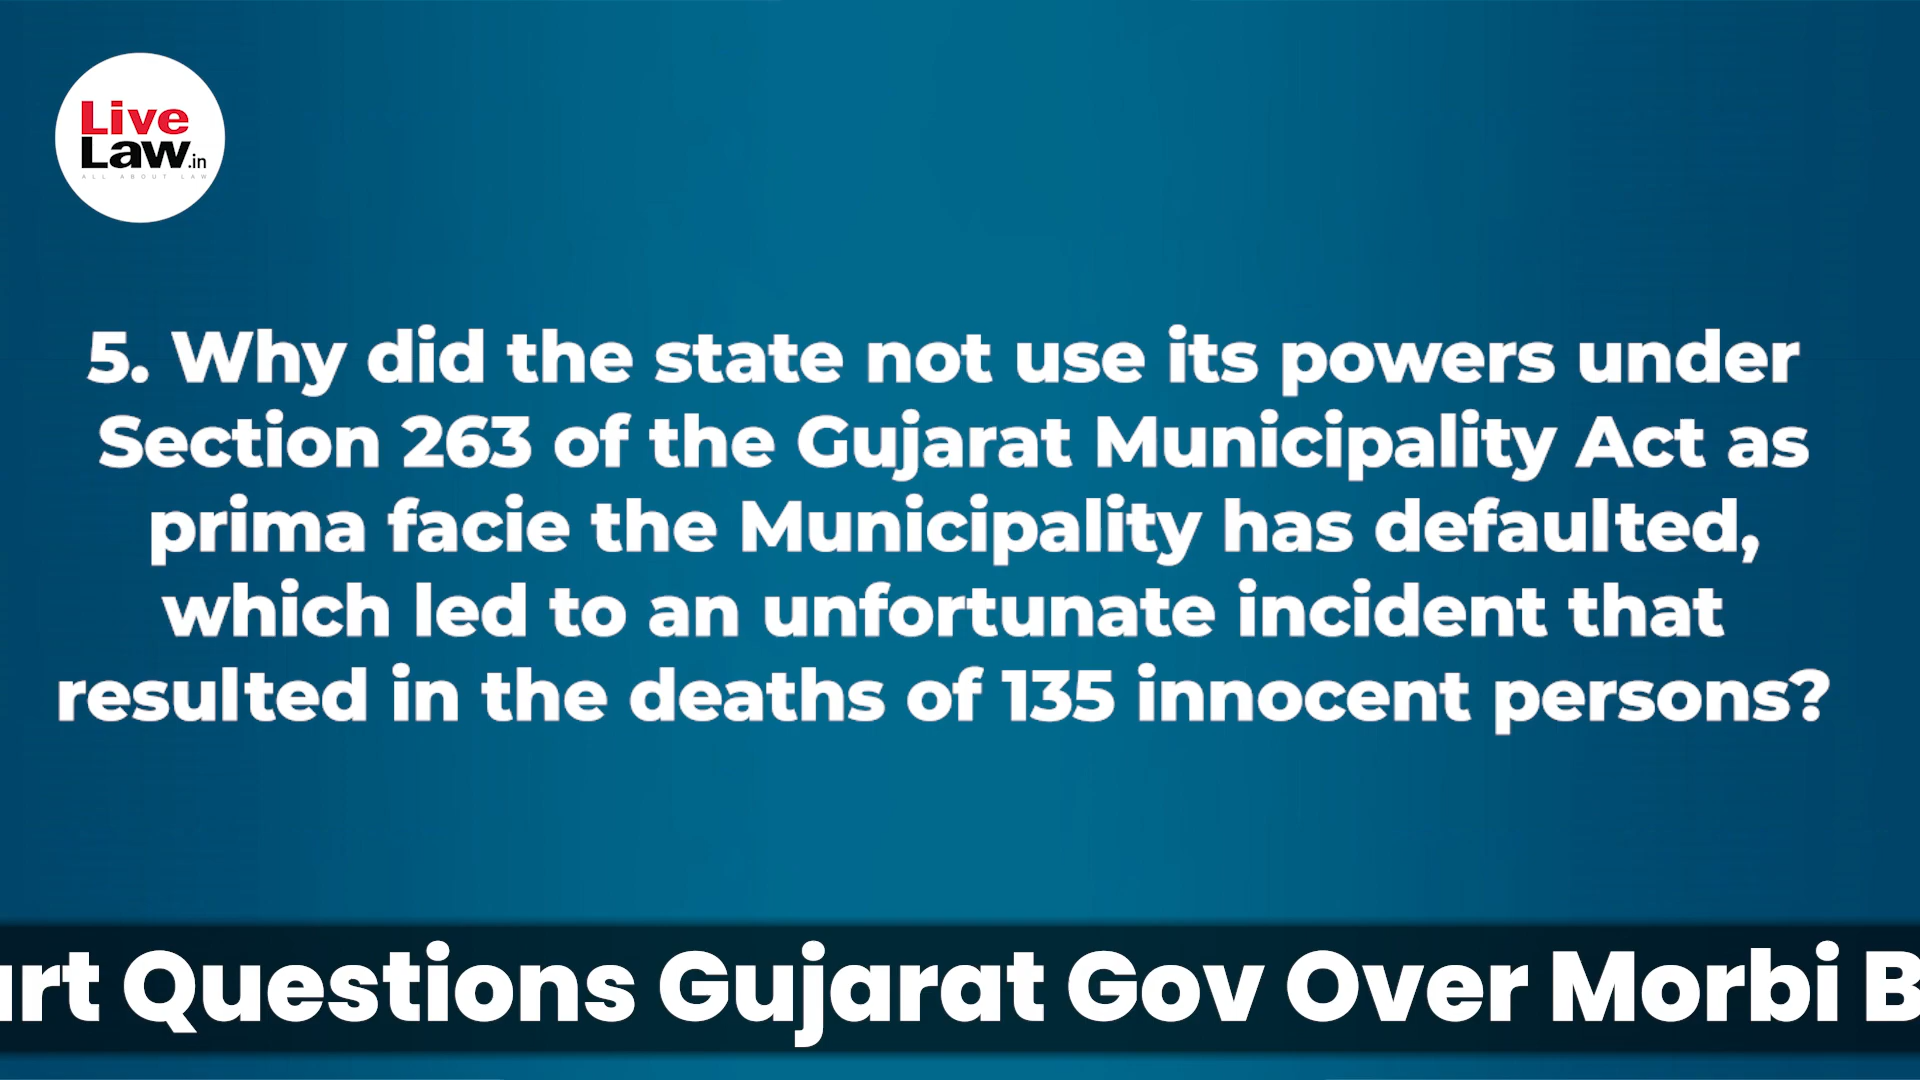 Live
Law.in
ALL ABOUT LAW
5. Why did the state not use its powers under
Section 263 of the Gujarat Municipality Act as
prima facie the Municipality has defaulted,
which led to an unfortunate incident that
resulted in the deaths of 135 innocent persons?
Questions Gujarat Gov Over Morbi